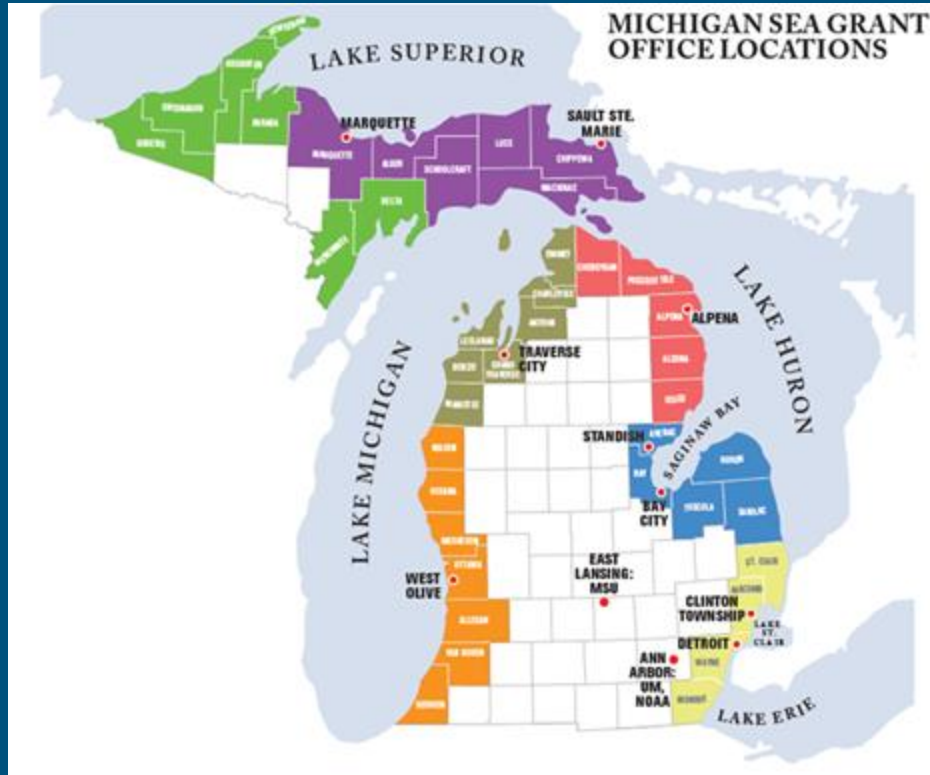 MICHIGAN SEA GRANT
OFFICE LOCATIONS
LAKE SUPERIOR
MARQUETTE
SAULT STE.
MARIE
MARQUETTE
ALGER
SCHOOLCRAFT
LUCE
CHIPPEWA
MACKINAC
DELTA
MENOMINEE
EMMET
CHEBOYGAN
PRESQUE ISLE
CHARLEVOIX
ANTRIM
LEELANAU
ALPENA
ALPENA
LAKE HURON
TRAVERSE
CITY
BENZIE
GRAND
TRAVERSE
ALCONA
MANISTEE
IOSCO
LAKE MICHIGAN
STANDISH
ARENAC
SAGINAW BAY
MASON
BAY
HURON
OCEANA
BAY
CITY
TUSCOLA
SANILAC
MUSKEGON
OTTAWA
WEST
OLIVE
EAST
LANSING:
MSU
ST. CLAIR
MACOMB
CLINTON
TOWNSHIP
LAKE
ST.
CLAIR
ALLEGAN
DETROIT
VAN BUREN
ANN
ARBOR:
UM,
NOAA
WAYNE
MONROE
BERRIEN
LAKE ERIE